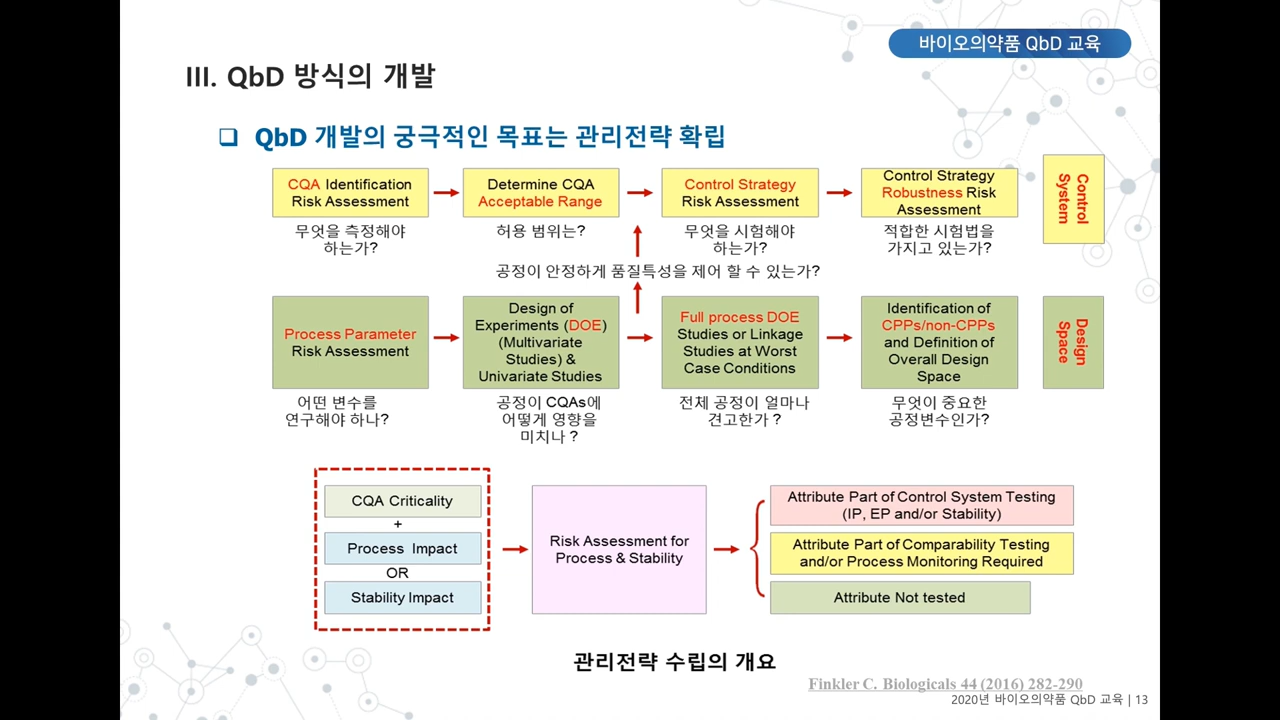 바이오의약품 QbD 교육
III. QbD 방식의 개발
❑ QbD 개발의 궁극적인 목표는 관리전략 확립
CQA Identification
Risk Assessment
Determine CQA
Acceptable Range
Control Strategy
Risk Assessment
Control Strategy
Robustness Risk
Assessment
Control
System
무엇을 측정해야
하는가?
허용 범위는?
무엇을 시험해야
하는가?
적합한 시험법을
가지고 있는가?
공정이 안정하게 품질특성을 제어 할 수 있는가?
Process Parameter
Risk Assessment
Design of
Experiments (DOE)
(Multivariate
Studies) &
Univariate Studies
Full process DOE
Studies or Linkage
Studies at Worst
Case Conditions
Identification of
CPPs/non-CPPs
and Definition of
Overall Design
Space
Design
Space
어떤 변수를
연구해야 하나?
공정이 CQAs에
어떻게 영향을
미치나 ?
전체 공정이 얼마나
견고한가 ?
무엇이 중요한
공정변수인가?
CQA Criticality
+
Process Impact
OR
Stability Impact
Risk Assessment for
Process & Stability
Attribute Part of Control System Testing
(IP, EP and/or Stability)
Attribute Part of Comparability Testing
and/or Process Monitoring Required
Attribute Not tested
관리전략 수립의 개요
Finkler C. Biologicals 44 (2016) 282-290
2020년 바이오의약품 QbD 교육 | 13